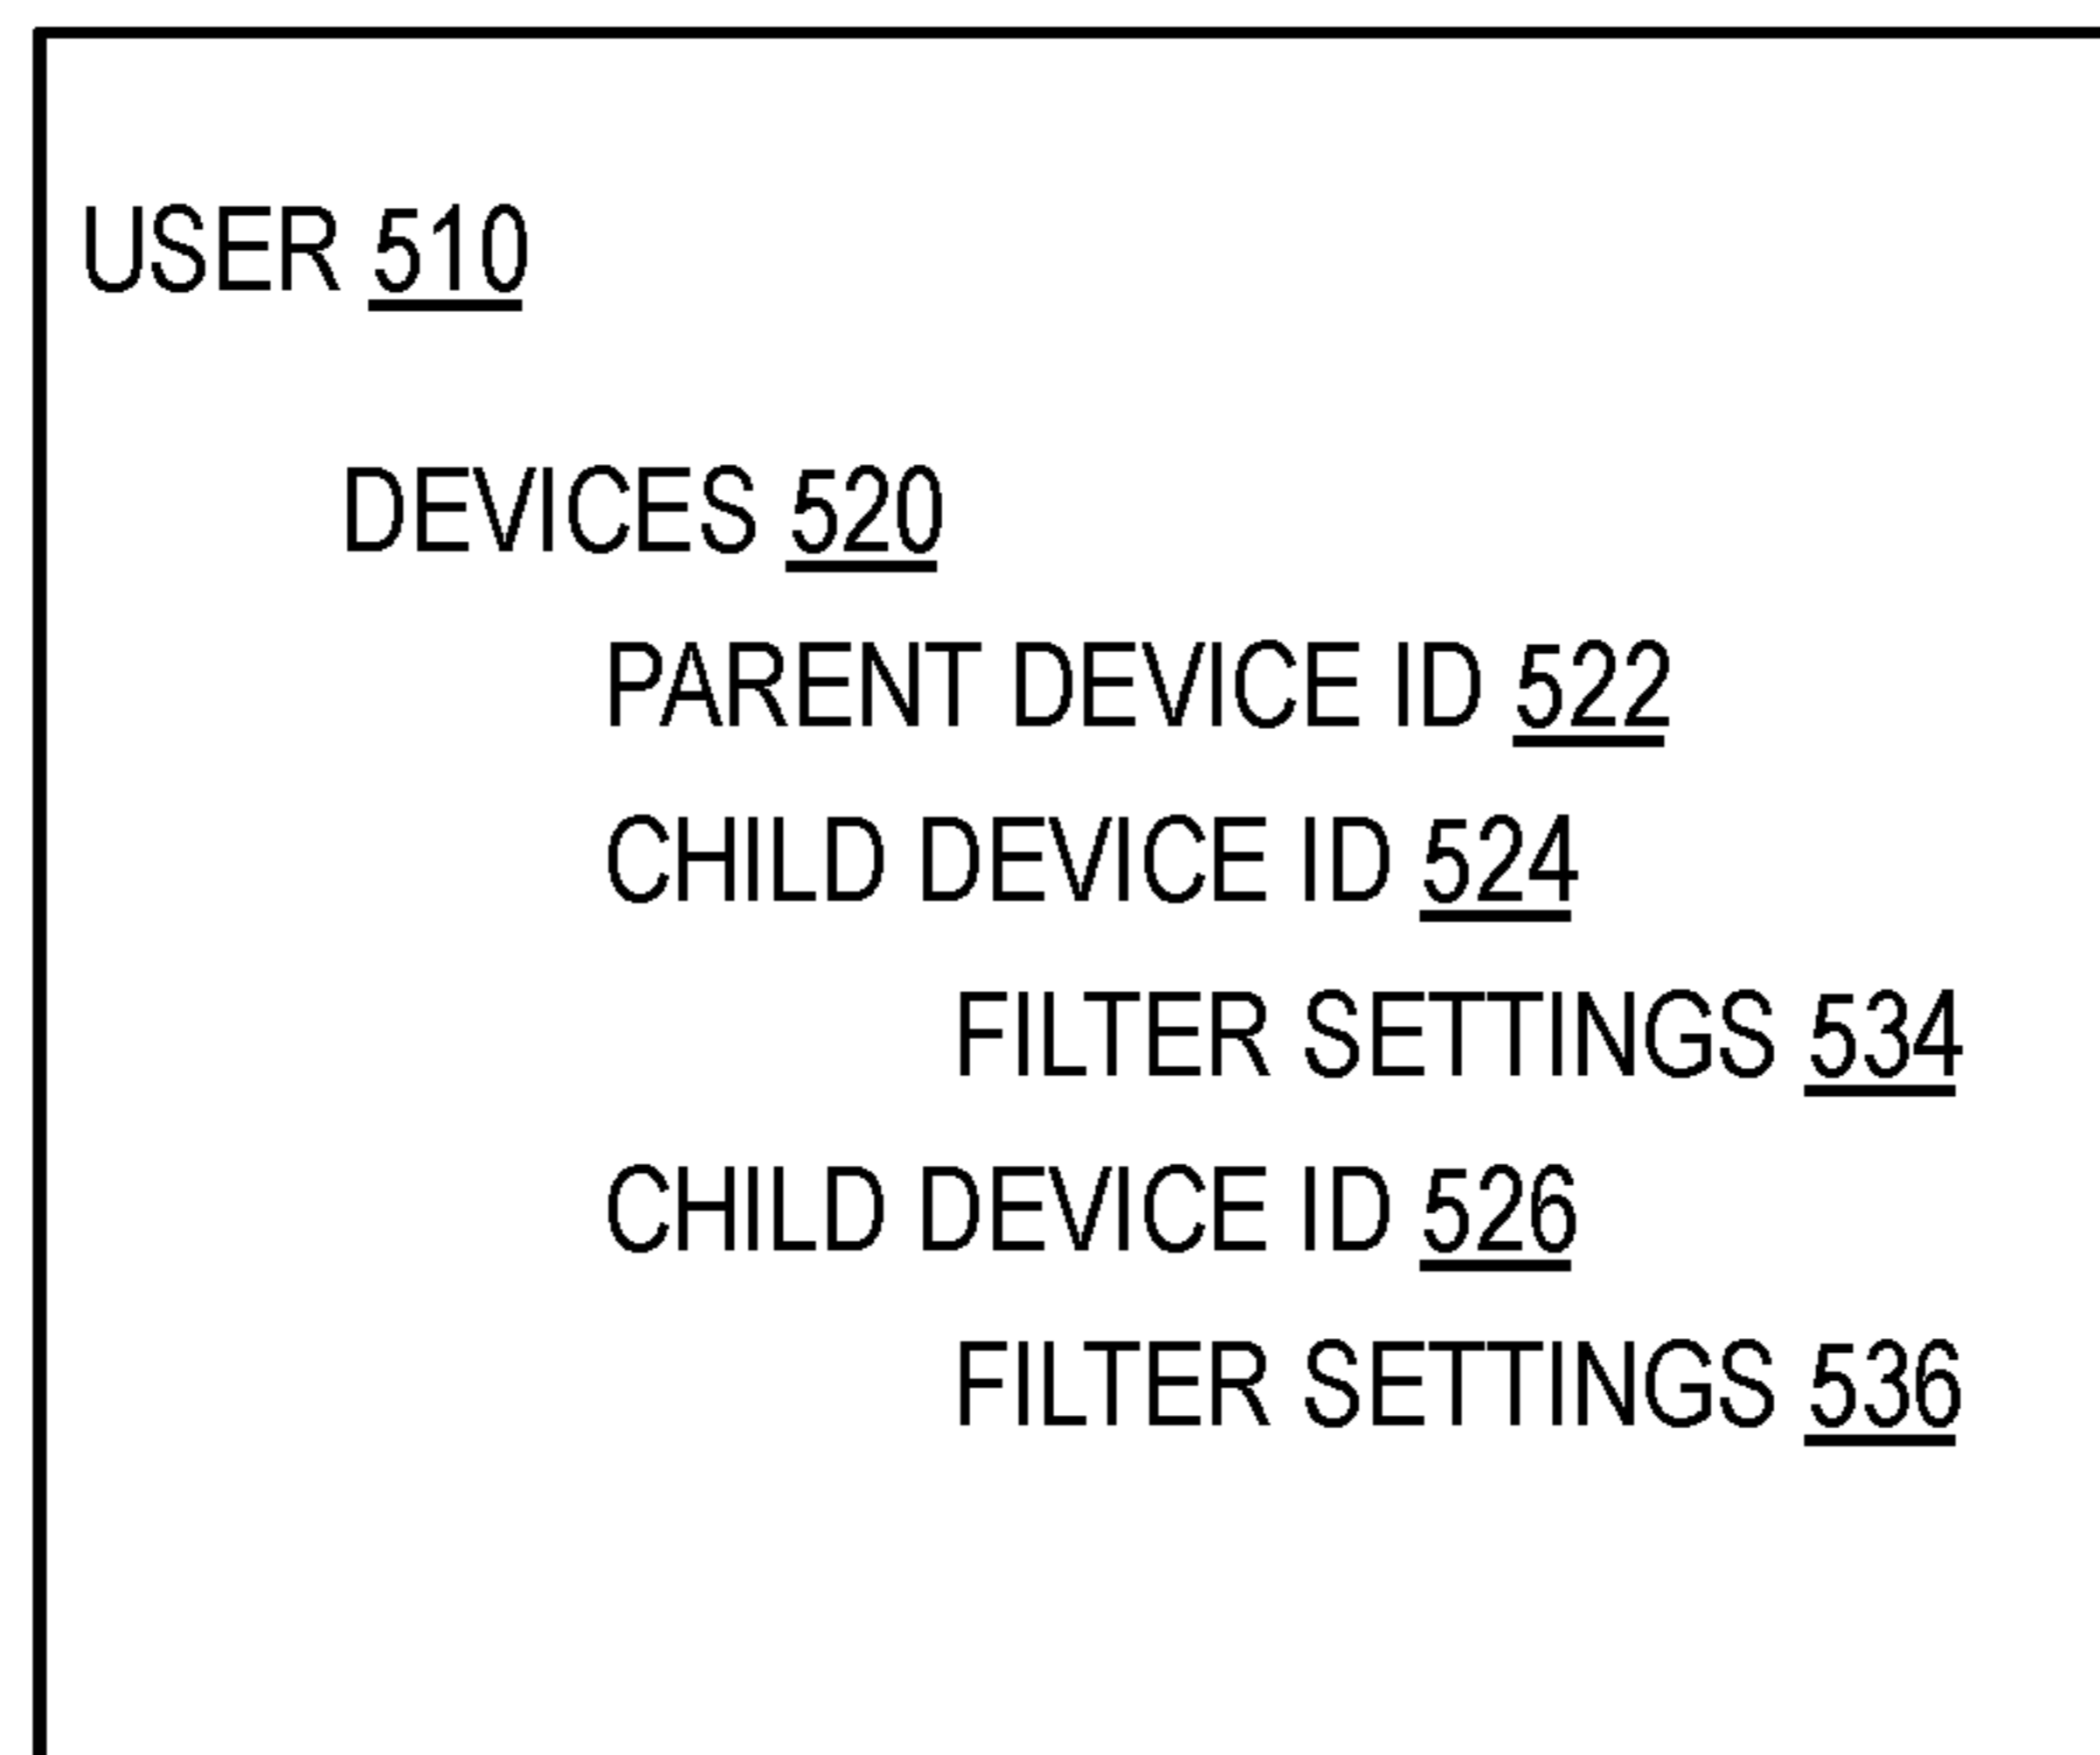 USER 510
DEVICES 520
PARENT DEVICE ID 522
CHILD DEVICE ID 524
FILTER SETTINGS 534
CHILD DEVICE ID 526
FILTER SETTINGS 536